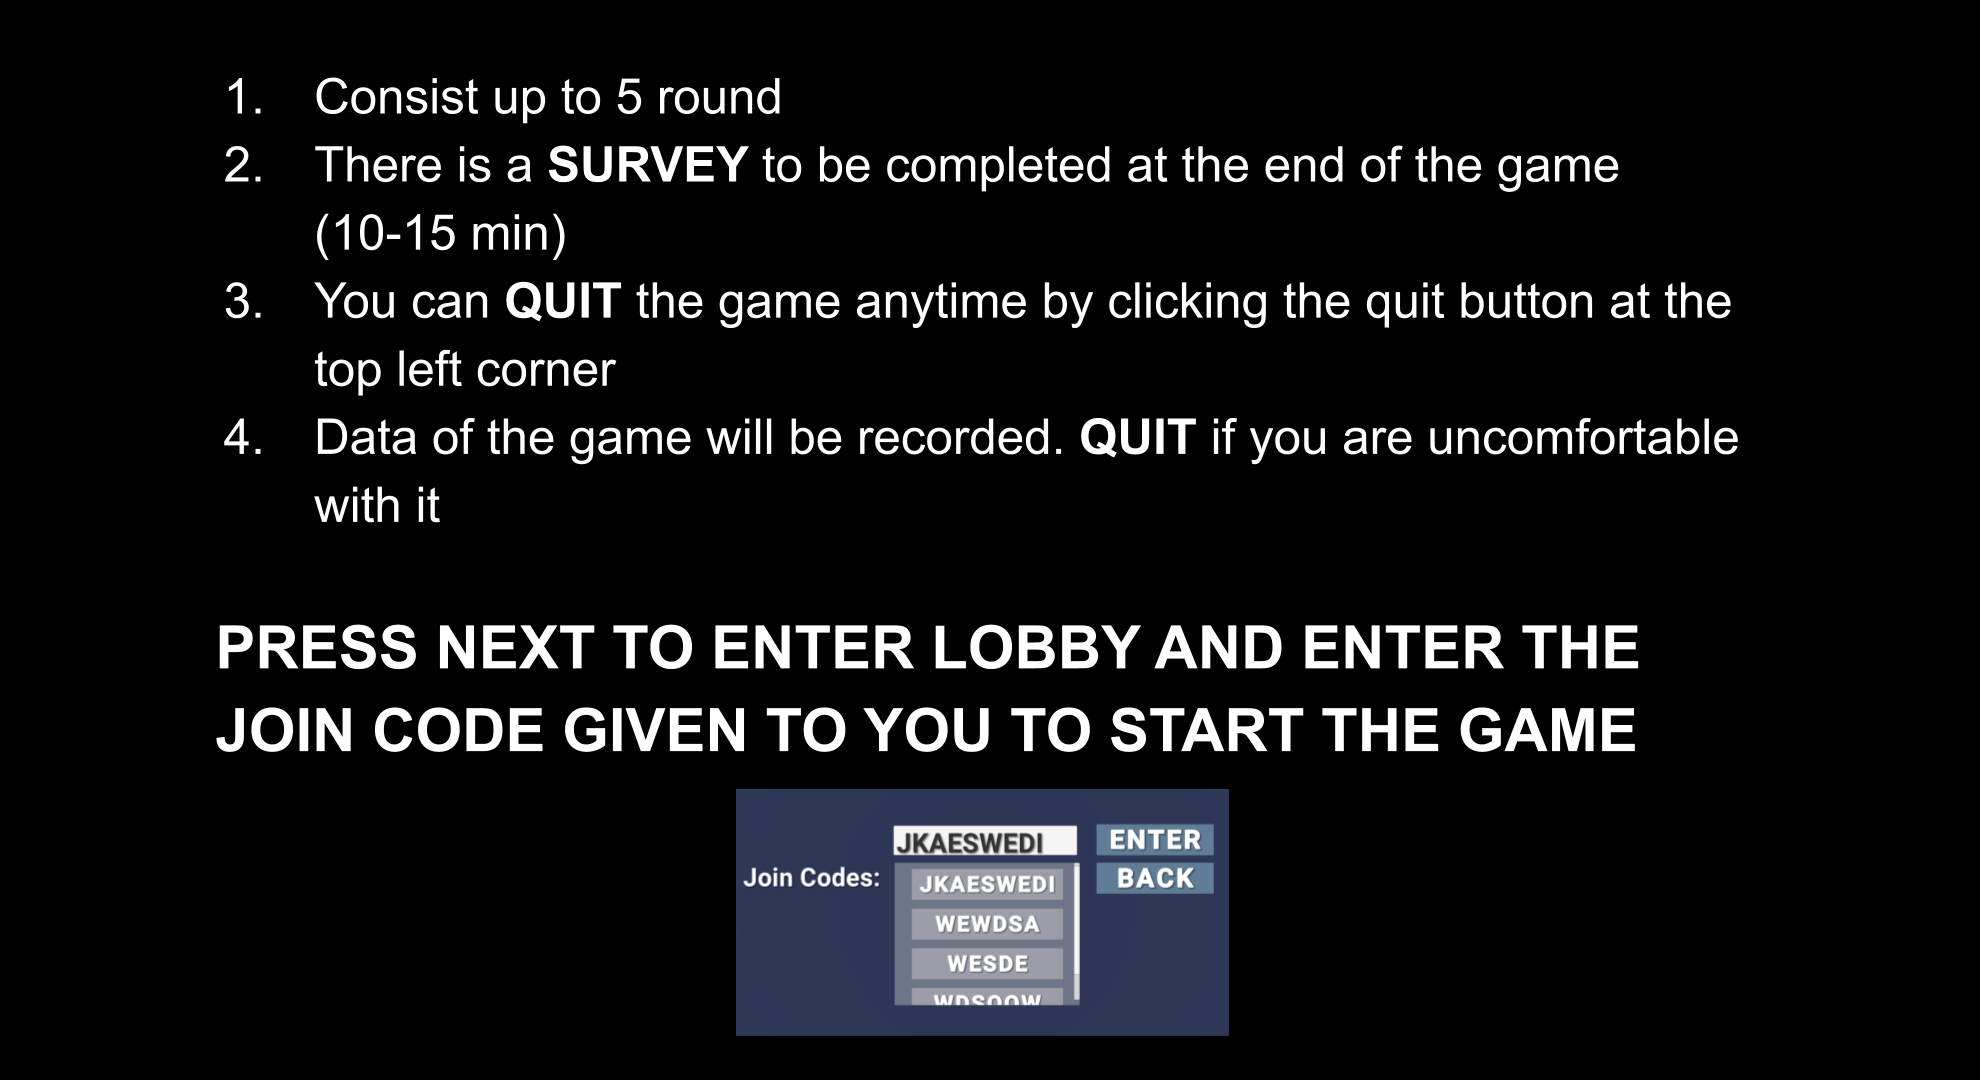 1. Consist up to 5 round
2. There is a SURVEY to be completed at the end of the game
(10-15 min)
3. You can QUIT the game anytime by clicking the quit button at the
top left corner
4. Data of the game will be recorded. QUIT if you are uncomfortable
with it
PRESS NEXT TO ENTER LOBBY AND ENTER THE
JOIN CODE GIVEN TO YOU TO START THE GAME
JKAESWEDI ENTER
Join Codes: JKAESWEDI BACK
WEWDSA
WESDE